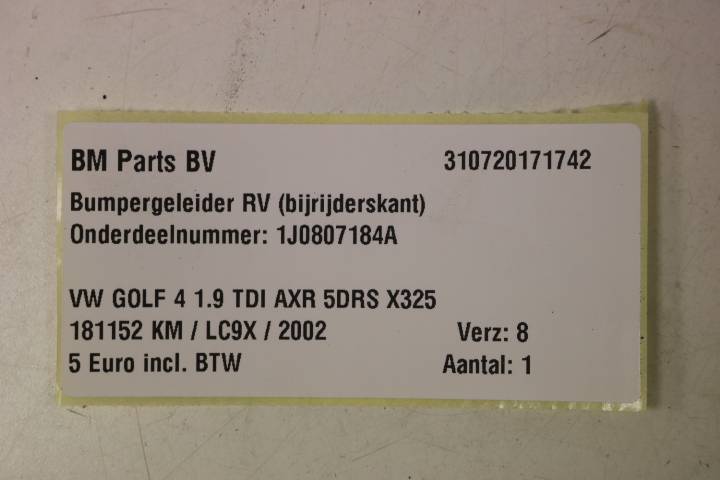 BM Parts BV 310720171742
Bumpergeleider RV (bijrijderskant)
Onderdeelnummer: 1J0807184A
VW GOLF 4 1.9 TDI AXR 5DRS X325
181152 KM / LC9X / 2002 Verz: 8
5 Euro incl. BTW Aantal: 1